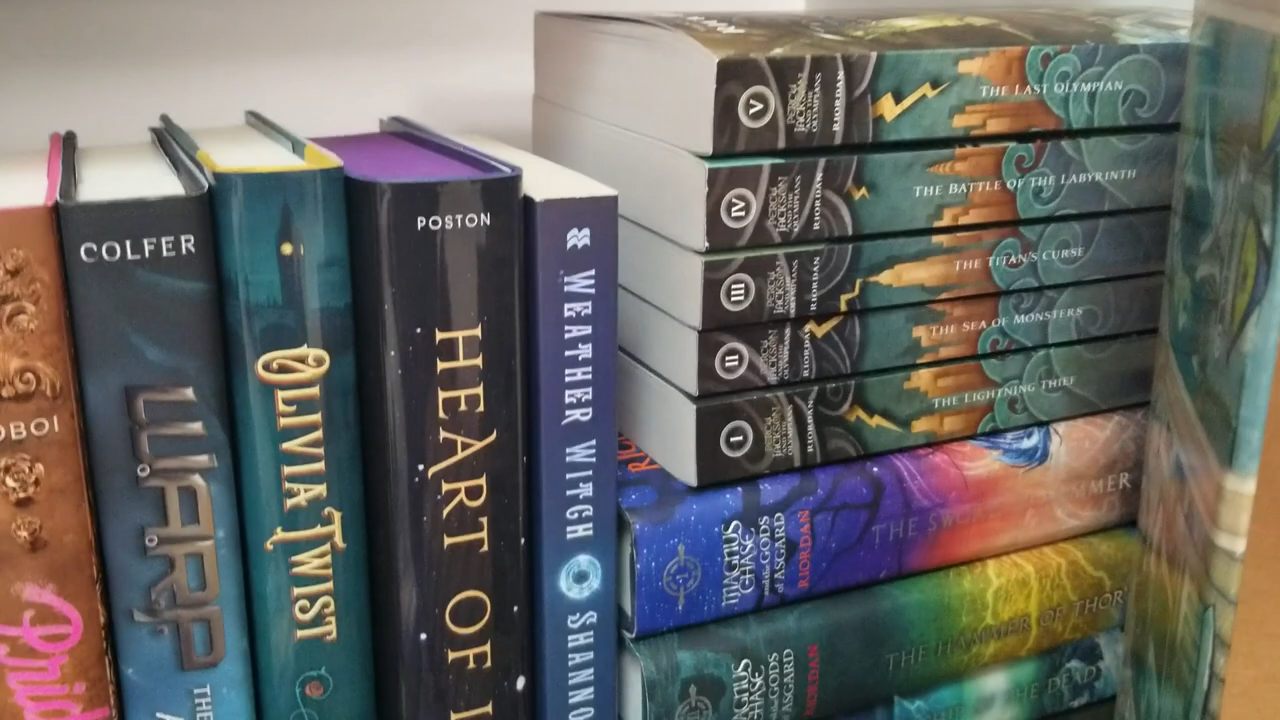 OBOI
Prid
COLFER
WARP
THE
OLIVIA TWIST
POSTON
HEART OF
WEATHER WITCH
SHANNO
V
PERCY
JACKSON
AND THE
OLYMPIANS
RIORDAN
THE LAST OLYMPIAN
IV
PERCY
JACKSON
AND THE
OLYMPIANS
RIORDAN
THE BATTLE OF THE LABYRINTH
III
PERCY
JACKSON
AND THE
OLYMPIANS
RIORDAN
THE TITAN'S CURSE
II
PERCY
JACKSON
AND THE
OLYMPIANS
RIORDAN
THE SEA OF MONSTERS
I
PERCY
JACKSON
AND THE
OLYMPIANS
RIORDAN
THE LIGHTNING THIEF
MAGNUS
CHASE
and the GODS
of ASGARD
RIORDAN
THE SWO MMER
MAGNUS
CHASE
and the GODS
of ASGARD
RIORDAN
THE HAMMER OF THOR
THE DEAD